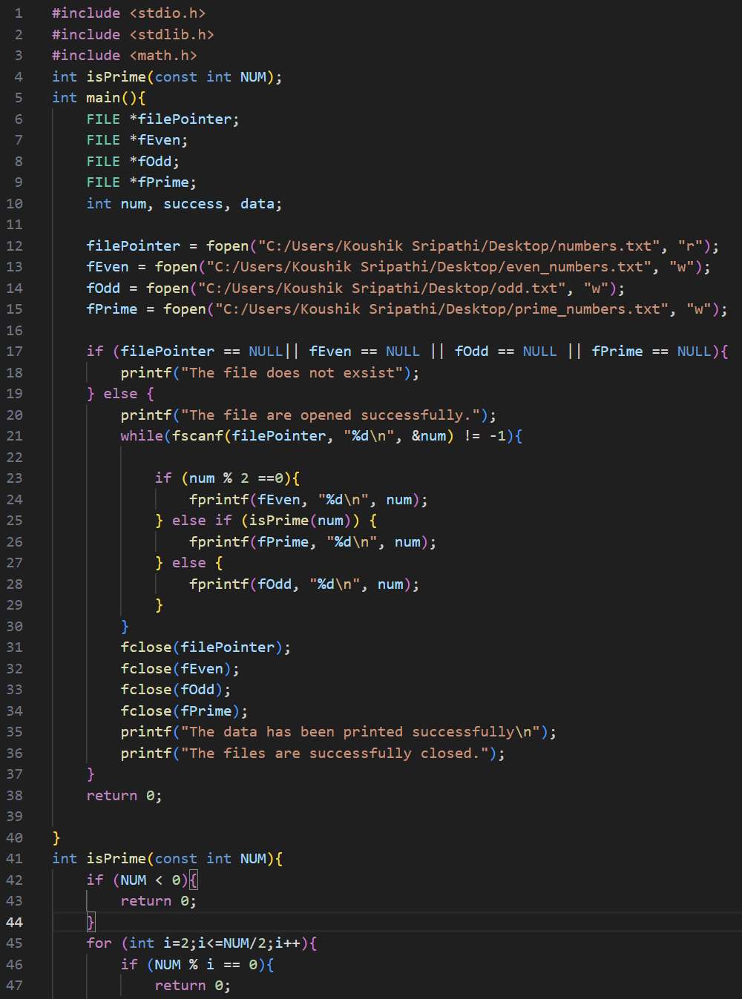 1 #include <stdio.h>
2 #include <stdlib.h>
3 #include <math.h>
4 int isPrime(const int NUM);
5 int main(){
6     FILE *filePointer;
7     FILE *fEven;
8     FILE *fOdd;
9     FILE *fPrime;
10     int num, success, data;
11
12     filePointer = fopen("C:/Users/Koushik Sripathi/Desktop/numbers.txt", "r");
13     fEven = fopen("C:/Users/Koushik Sripathi/Desktop/even_numbers.txt", "w");
14     fOdd = fopen("C:/Users/Koushik Sripathi/Desktop/odd.txt", "w");
15     fPrime = fopen("C:/Users/Koushik Sripathi/Desktop/prime_numbers.txt", "w");
16
17     if (filePointer == NULL|| fEven == NULL || fOdd == NULL || fPrime == NULL){
18         printf("The file does not exsist");
19     } else {
20         printf("The file are opened successfully.");
21         while(fscanf(filePointer, "%d\n", &num) != -1){
22
23             if (num % 2 ==0){
24                 fprintf(fEven, "%d\n", num);
25             } else if (isPrime(num)) {
26                 fprintf(fPrime, "%d\n", num);
27             } else {
28                 fprintf(fOdd, "%d\n", num);
29             }
30         }
31         fclose(filePointer);
32         fclose(fEven);
33         fclose(fOdd);
34         fclose(fPrime);
35         printf("The data has been printed successfully\n");
36         printf("The files are successfully closed.");
37     }
38     return 0;
39
40 }
41 int isPrime(const int NUM){
42     if (NUM < 0){
43         return 0;
44     }
45     for (int i=2;i<=NUM/2;i++){
46         if (NUM % i == 0){
47             return 0;